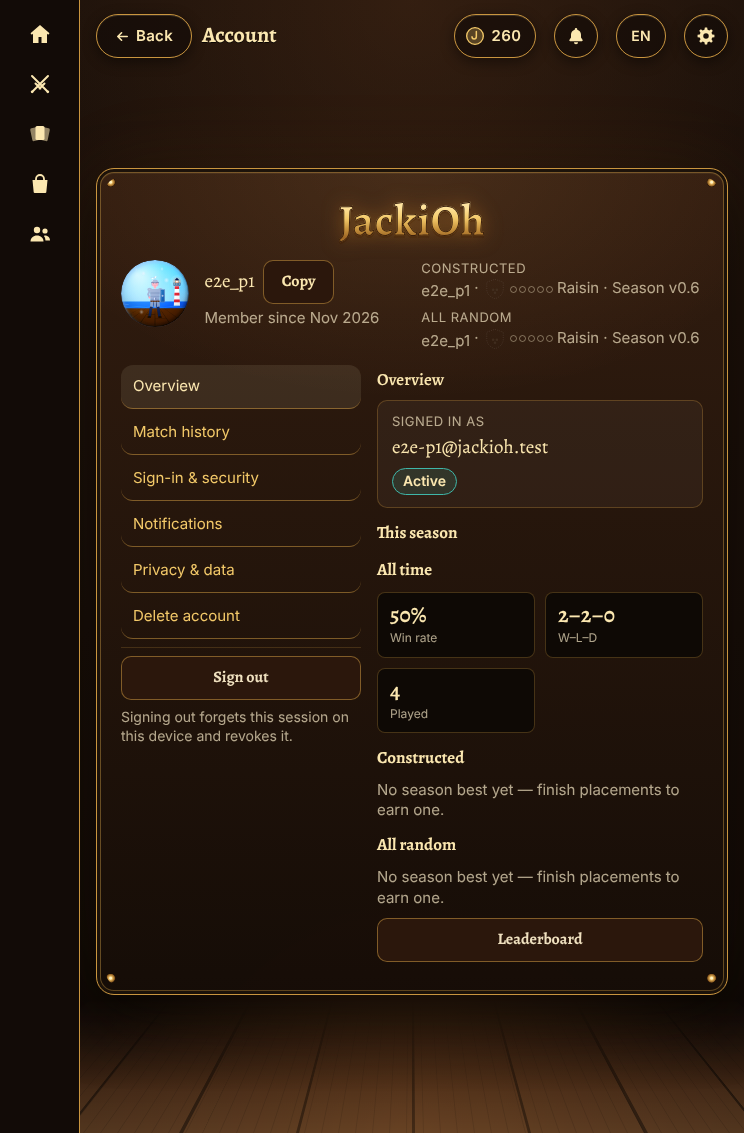 ← Back
Account
J 260
EN
JackiOh
e2e_p1
Copy
Member since Nov 2026
CONSTRUCTED
e2e_p1 · Raisin · Season v0.6
ALL RANDOM
e2e_p1 · Raisin · Season v0.6
Overview
Match history
Sign-in & security
Notifications
Privacy & data
Delete account
Sign out
Signing out forgets this session on
this device and revokes it.
Overview
SIGNED IN AS
e2e-p1@jackioh.test
Active
This season
All time
50%
Win rate
2–2–0
W–L–D
4
Played
Constructed
No season best yet — finish placements to
earn one.
All random
No season best yet — finish placements to
earn one.
Leaderboard